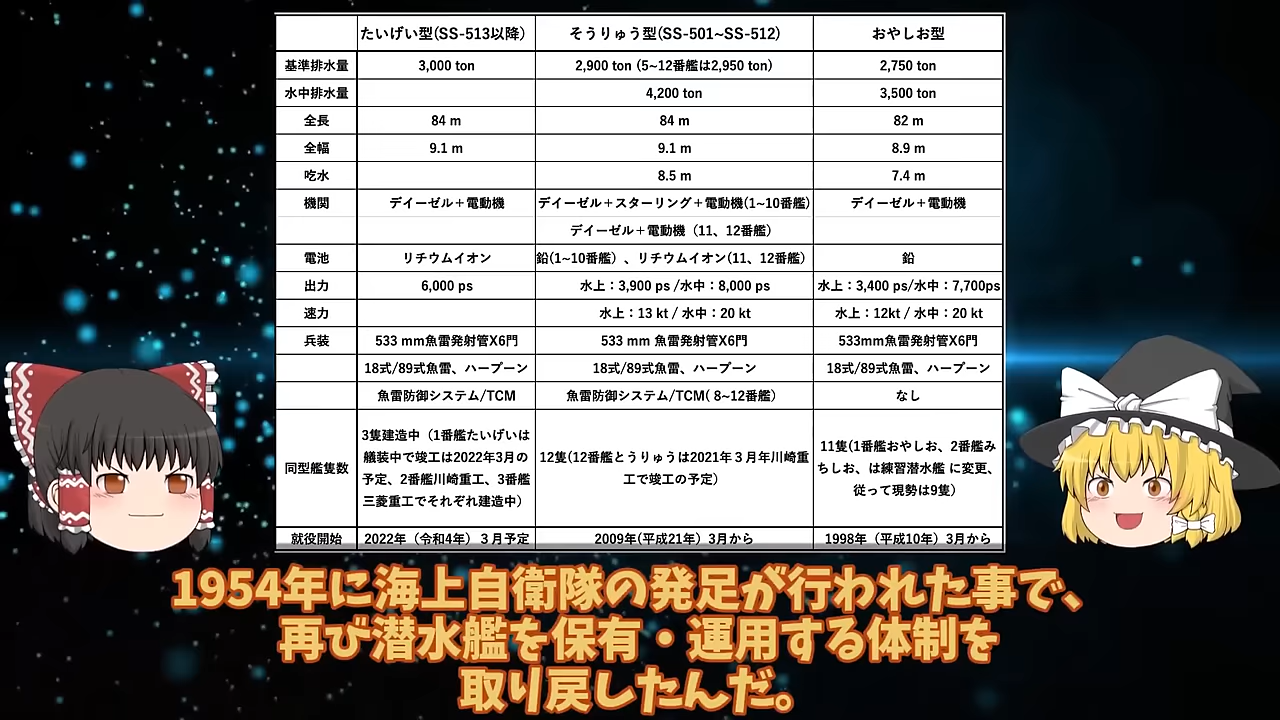 たいげい型(SS-513以降) そうりゅう型(SS-501~SS-512) おやしお型
基準排水量 3,000 ton 2,900 ton (5~12番艦は2,950 ton) 2,750 ton
水中排水量 4,200 ton 3,500 ton
全長 84 m 84 m 82 m
全幅 9.1 m 9.1 m 8.9 m
吃水 8.5 m 7.4 m
機関 デイーゼル＋電動機 デイーゼル＋スターリング＋電動機(1~10番艦) デイーゼル＋電動機
デイーゼル＋電動機（11、12番艦）
電池 リチウムイオン 鉛(1~10番艦）、リチウムイオン(11、12番艦） 鉛
出力 6,000 ps 水上：3,900 ps /水中：8,000 ps 水上：3,400 ps/水中：7,700ps
速力 水上：13 kt / 水中：20 kt 水上：12kt / 水中：20 kt
兵装 533 mm魚雷発射管X6門 533 mm 魚雷発射管X6門 533mm魚雷発射管X6門
18式/89式魚雷、ハープーン 18式/89式魚雷、ハープーン 18式/89式魚雷、ハープーン
魚雷防御システム/TCM 魚雷防御システム/TCM( 8~12番艦） なし
同型艦隻数
3隻建造中（1番艦たいげいは
艤装中で竣工は2022年3月の
予定、2番艦川崎重工、3番艦
三菱重工でそれぞれ建造中）
12隻(12番艦とうりゅうは2021年３月年川崎重
工で竣工の予定）
11隻(1番艦おやしお、2番艦み
ちしお、は練習潜水艦 に変更、
従って現勢は9隻）
就役開始 2022年（令和4年）３月予定 2009年(平成21年）3月から 1998年（平成10年）3月から
1954年に海上自衛隊の発足が行われた事で、
再び潜水艦を保有・運用する体制を
取り戻したんだ。